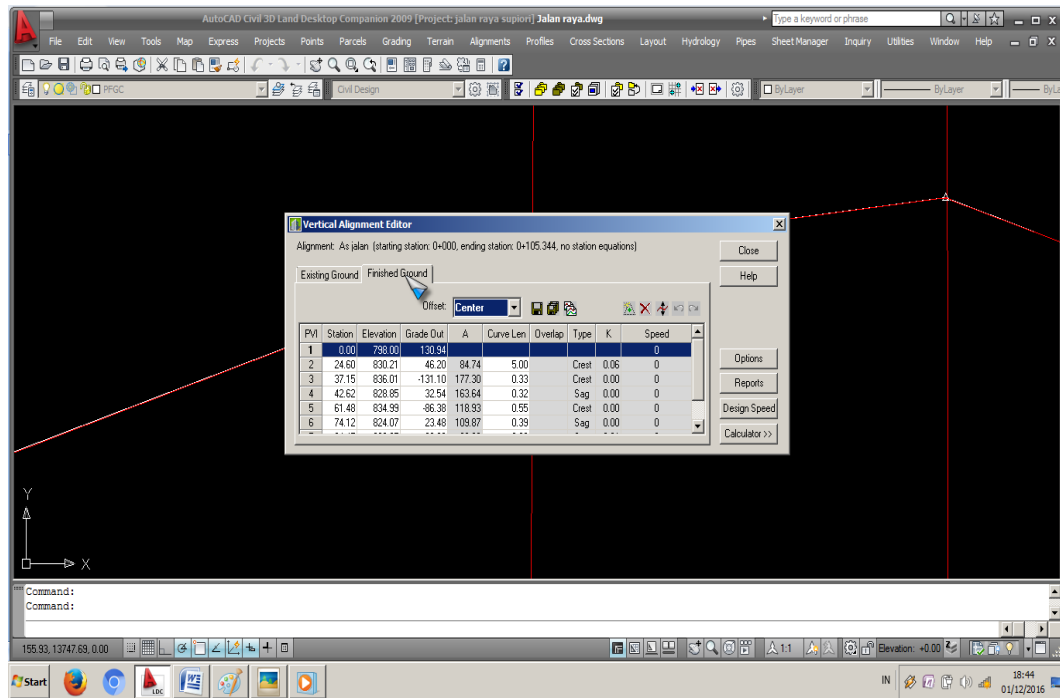 AutoCAD Civil 3D Land Desktop Companion 2009 [Project: jalan raya supiori] Jalan raya.dwg
Type a keyword or phrase
File Edit View Tools Map Express Projects Points Parcels Grading Terrain Alignments Profiles Cross Sections Layout Hydrology Pipes Sheet Manager Inquiry Utilities Window Help
PFGC Civil Design ByLayer ByLayer
Vertical Alignment Editor
Alignment: As jalan (starting station: 0+000, ending station: 0+105.344, no station equations)
Close
Existing Ground Finished Ground Help
Offset: Center
PVI Station Elevation Grade Out A Curve Len Overlap Type K Speed
1 0.00 798.00 130.94 0
2 24.60 830.21 46.20 84.74 5.00 Crest 0.06 0
3 37.15 836.01 -131.10 177.30 0.33 Crest 0.00 0
4 42.62 828.85 32.54 163.64 0.32 Sag 0.00 0
5 61.48 834.99 -86.38 118.93 0.55 Crest 0.00 0
6 74.12 824.07 23.48 109.87 0.39 Sag 0.00 0
Options
Reports
Design Speed
Calculator >>
Y
X
Command:
Command:
155.93, 13747.69, 0.00 1:1 Elevation: +0.00
Start LDC IN 18:44
01/12/2016